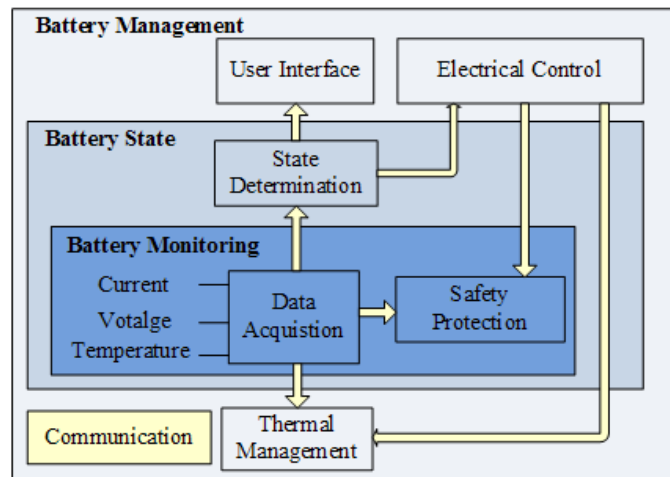 Battery Management
User Interface
Electrical Control
Battery State
State
Determination
Battery Monitoring
Current
Votalge
Temperature
Data
Acquistion
Safety
Protection
Communication
Thermal
Management